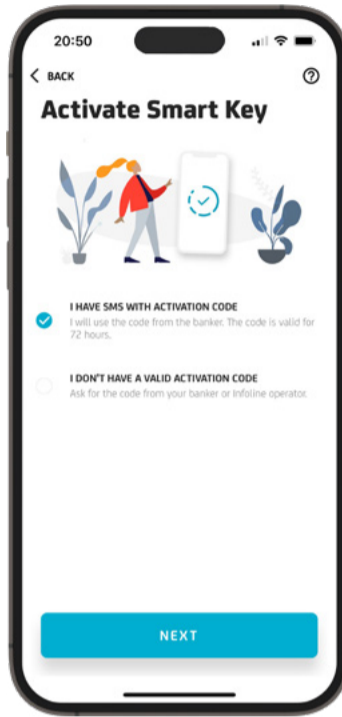 20:50
BACK
Activate Smart Key
I HAVE SMS WITH ACTIVATION CODE
I will use the code from the banker. The code is valid for
72 hours.
I DON'T HAVE A VALID ACTIVATION CODE
Ask for the code from your banker or Infoline operator.
NEXT